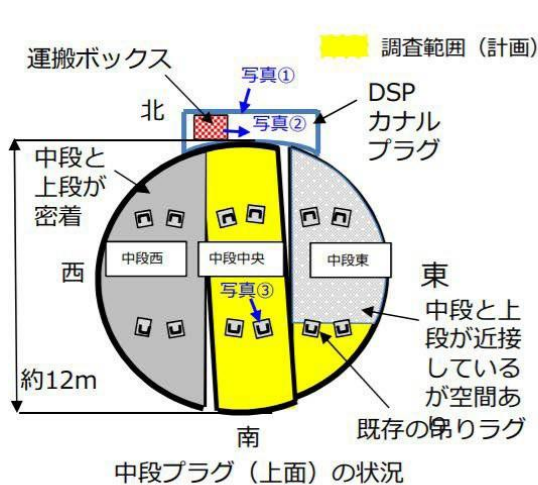 調査範囲（計画）
運搬ボックス
写真①
北
写真②
DSP
カナル
プラグ
中段と
上段が
密着
中段西
中段中央
中段東
西
写真③
東
中段と上
段が近接
している
が空間あ
り
約12m
既存の吊りラグ
南
中段プラグ（上面）の状況